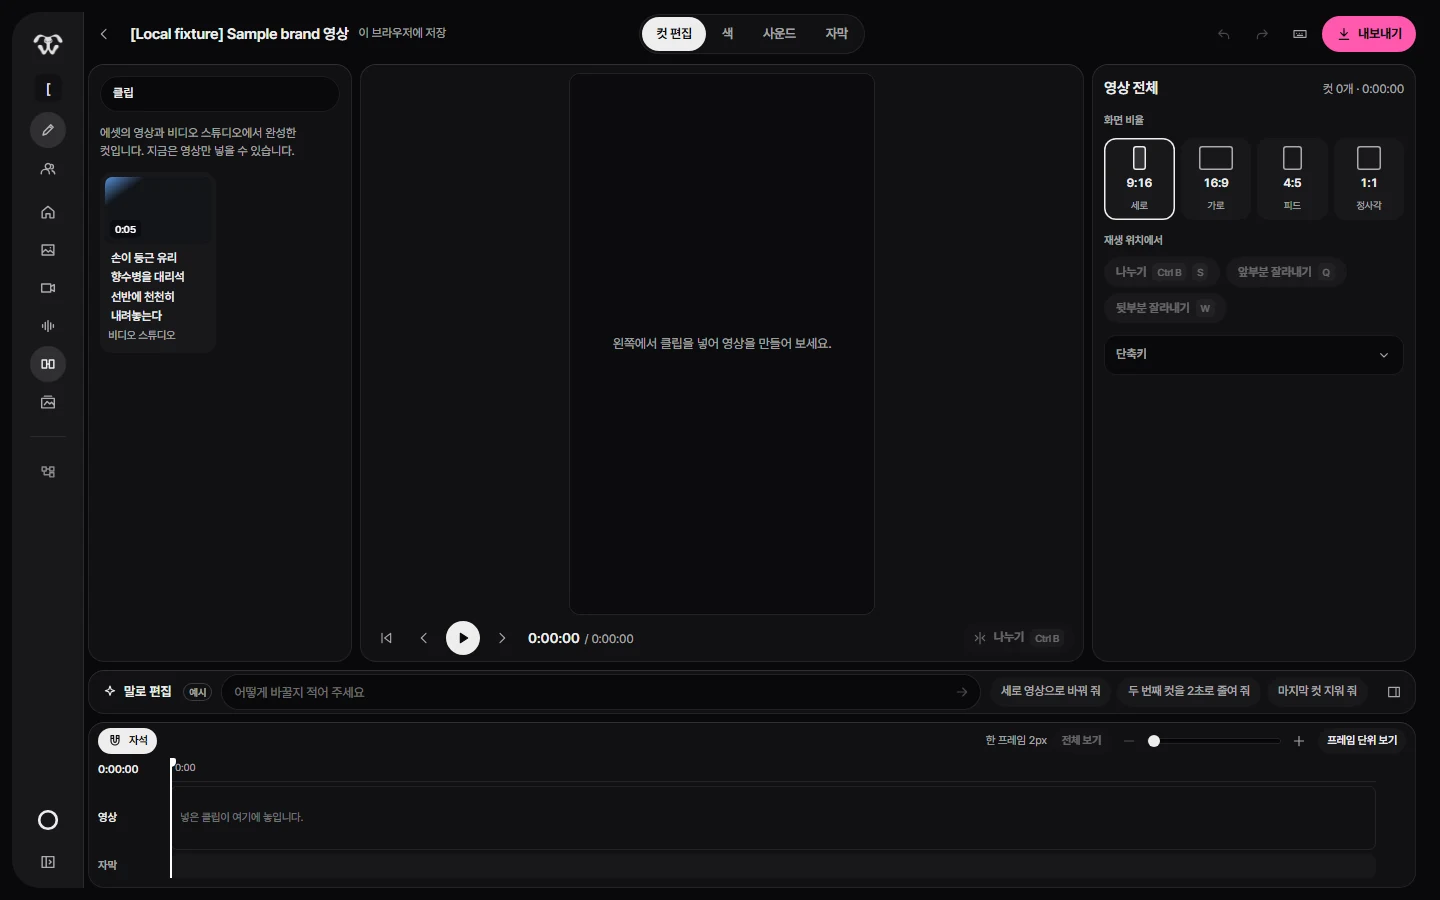 [
[Local fixture] Sample brand 영상
이 브라우저에 저장
컷 편집
색
사운드
자막
내보내기
클립
에셋의 영상과 비디오 스튜디오에서 완성한
컷입니다. 지금은 영상만 넣을 수 있습니다.
0:05
손이 둥근 유리
향수병을 대리석
선반에 천천히
내려놓는다
비디오 스튜디오
왼쪽에서 클립을 넣어 영상을 만들어 보세요.
0:00:00 / 0:00:00
나누기 Ctrl B
영상 전체
컷 0개 · 0:00:00
화면 비율
9:16
세로
16:9
가로
4:5
피드
1:1
정사각
재생 위치에서
나누기 Ctrl B S
앞부분 잘라내기 Q
뒷부분 잘라내기 W
단축키
말로 편집
예시
어떻게 바꿀지 적어 주세요
세로 영상으로 바꿔 줘
두 번째 컷을 2초로 줄여 줘
마지막 컷 지워 줘
자석
한 프레임 2px
전체 보기
프레임 단위 보기
0:00:00
0:00
영상
넣은 클립이 여기에 놓입니다.
자막